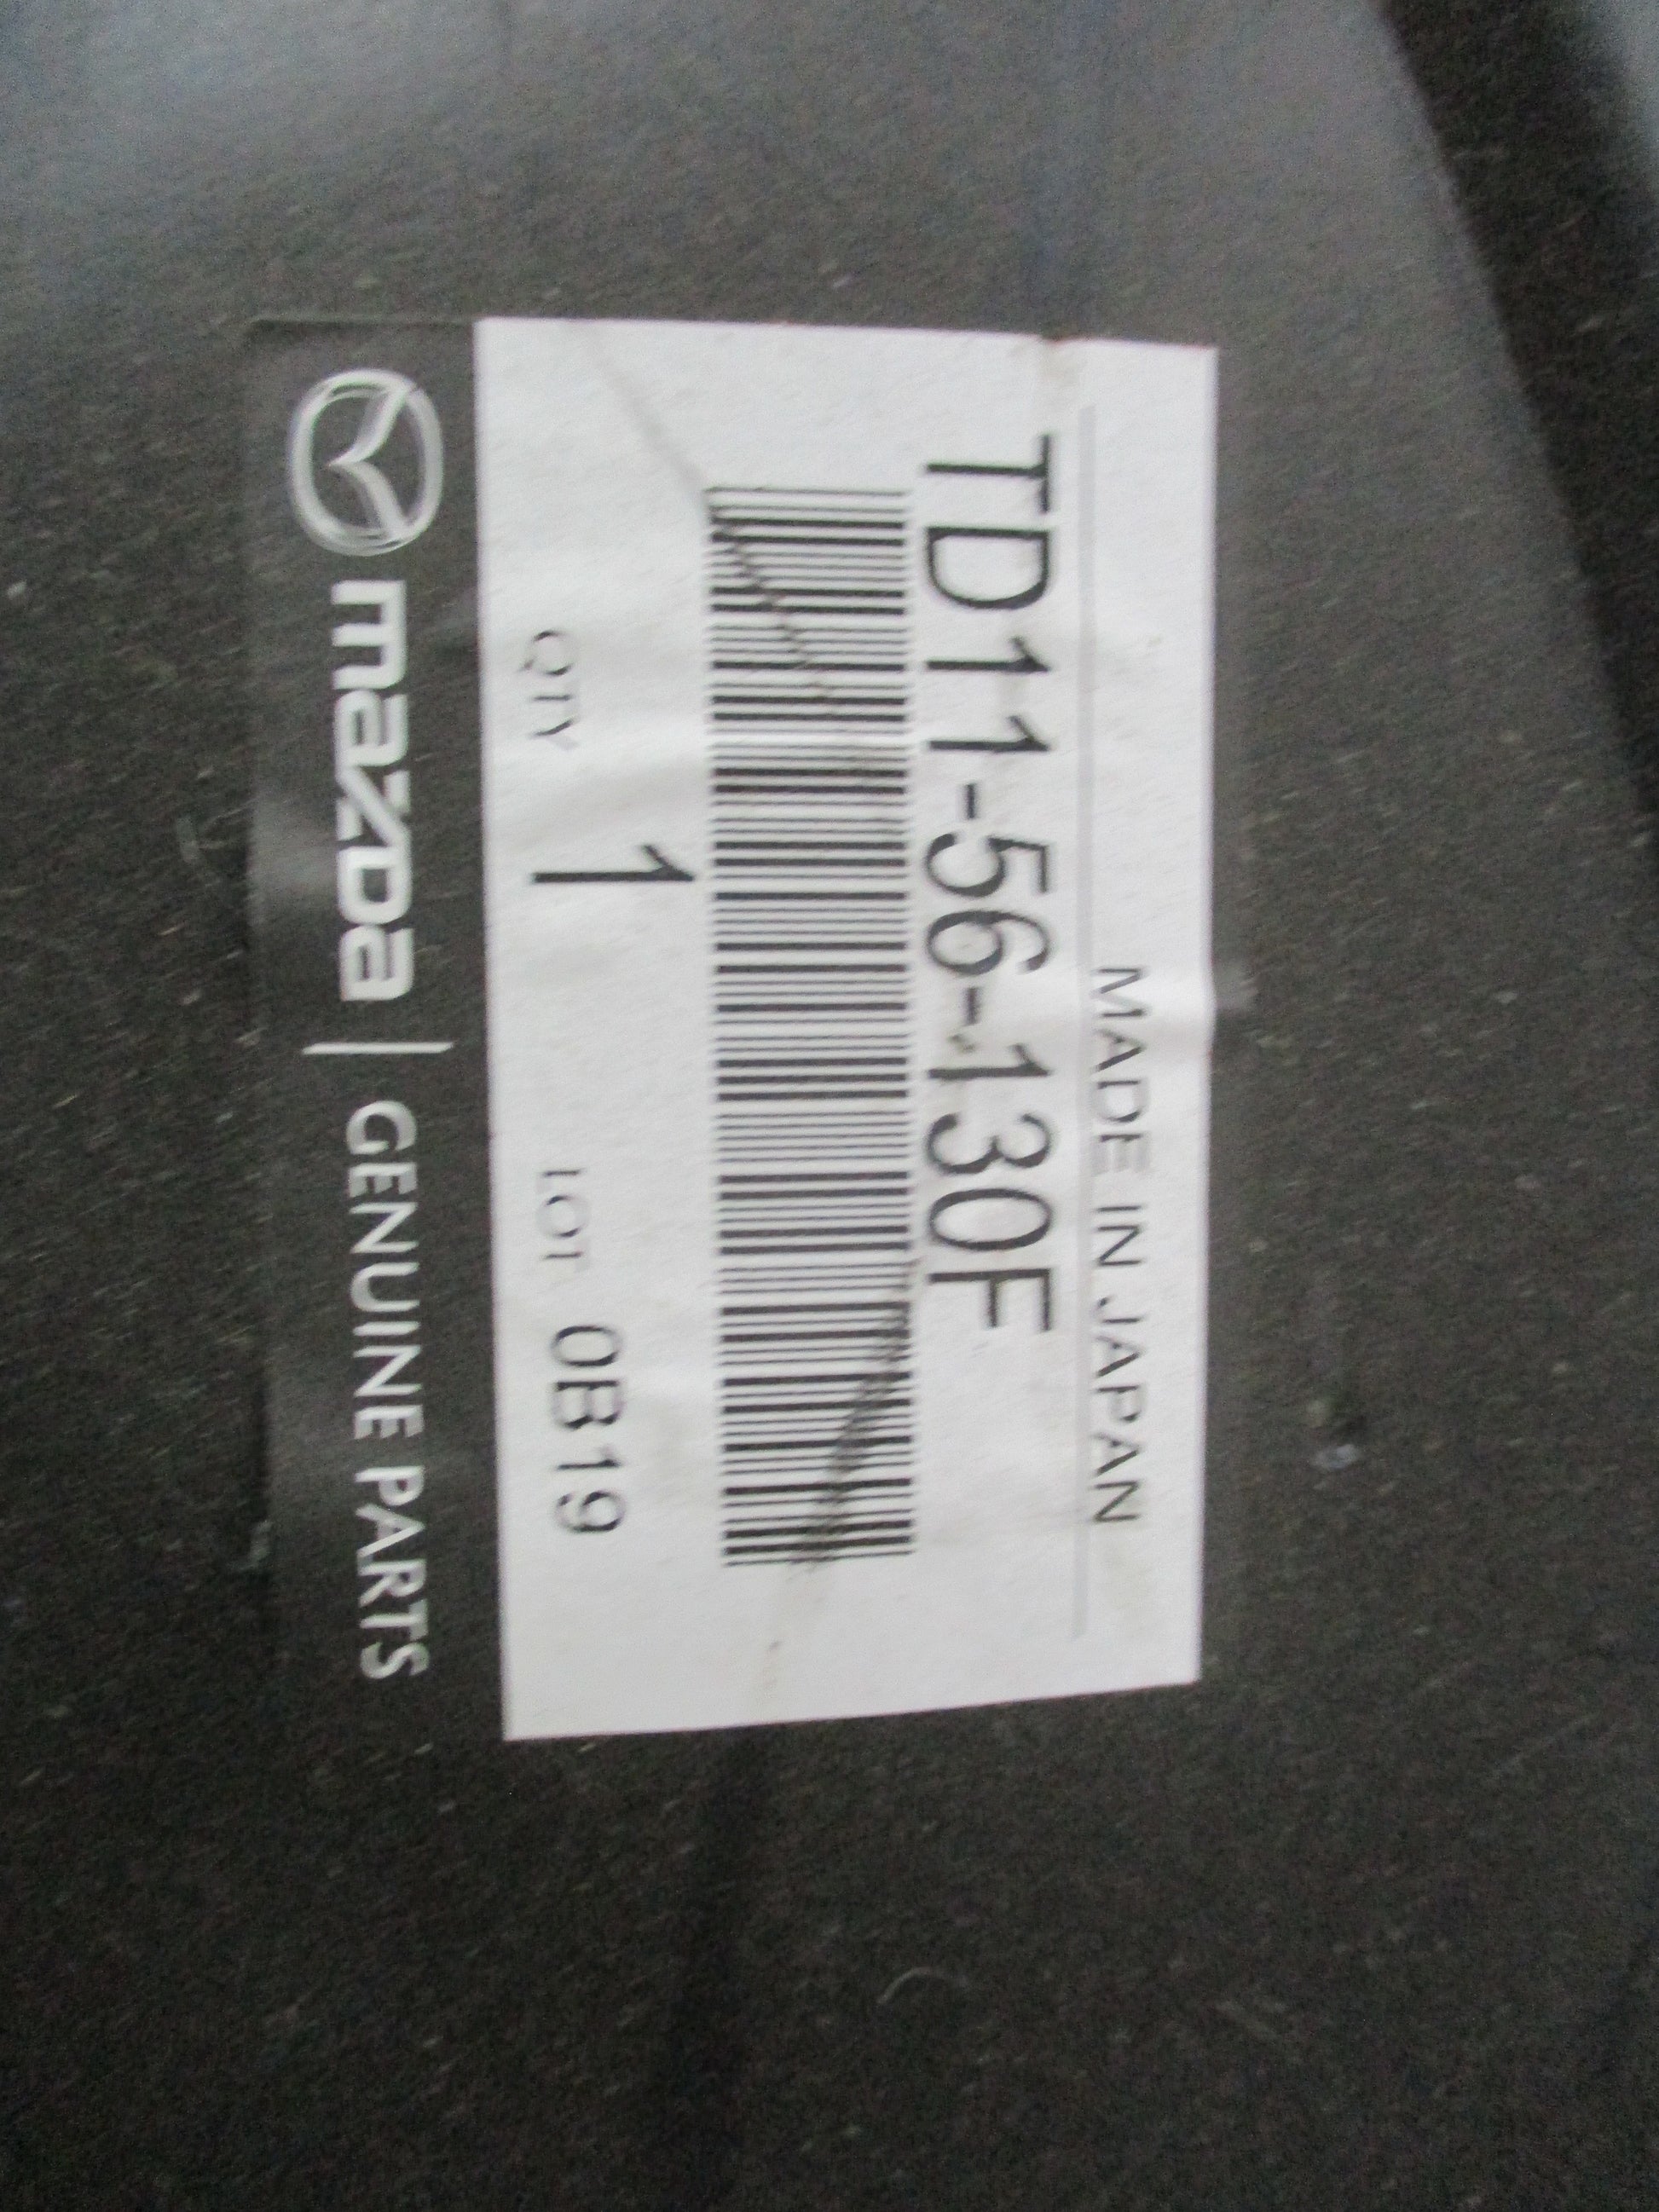 MADE IN JAPAN
TD11-56-130F
QTY 1 LOT 0B19
mazda | GENUINE PARTS